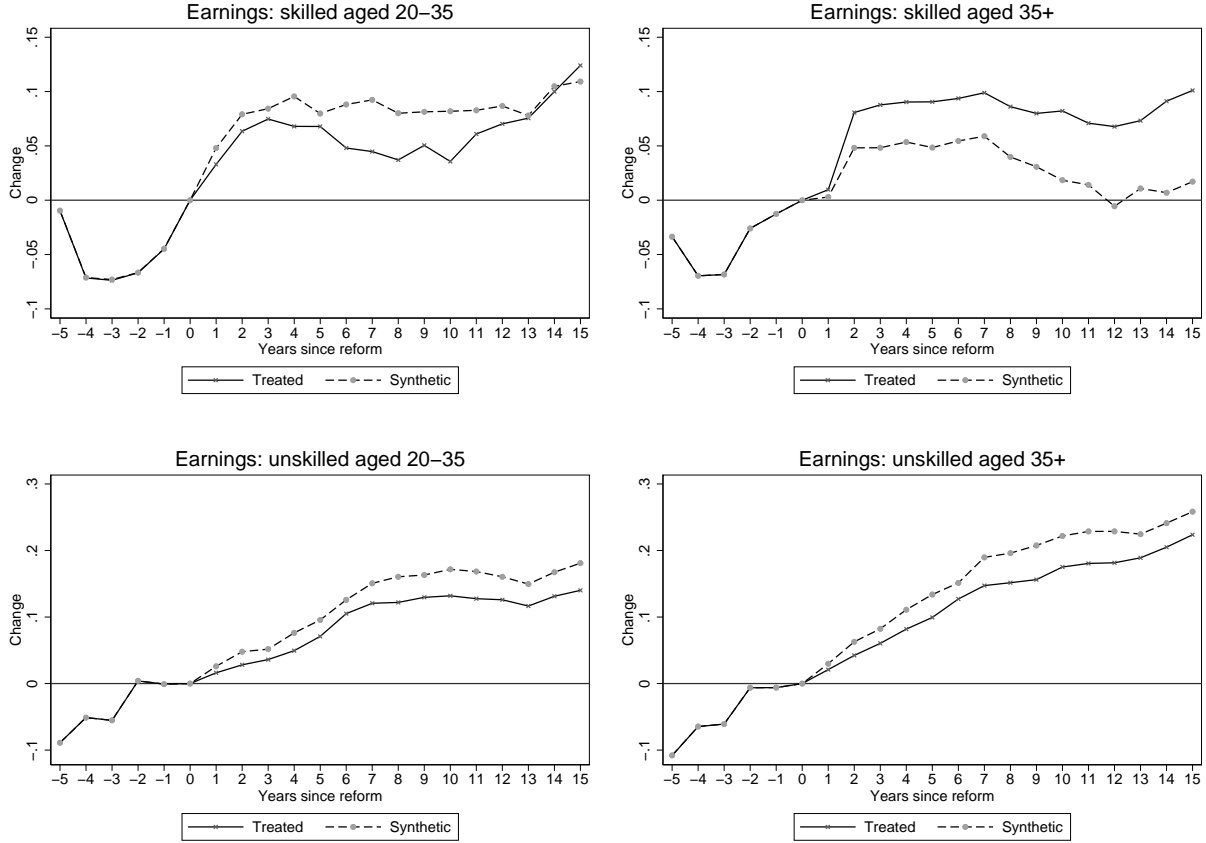 Earnings: skilled aged 20−35
.15
.1
.05
0
−.05
−.1
Change
−5 −4 −3 −2 −1 0 1 2 3 4 5 6 7 8 9 10 11 12 13 14 15
Years since reform
Treated Synthetic
Earnings: skilled aged 35+
.15
.1
.05
0
−.05
−.1
Change
−5 −4 −3 −2 −1 0 1 2 3 4 5 6 7 8 9 10 11 12 13 14 15
Years since reform
Treated Synthetic
Earnings: unskilled aged 20−35
.3
.2
.1
0
−.1
Change
−5 −4 −3 −2 −1 0 1 2 3 4 5 6 7 8 9 10 11 12 13 14 15
Years since reform
Treated Synthetic
Earnings: unskilled aged 35+
.3
.2
.1
0
−.1
Change
−5 −4 −3 −2 −1 0 1 2 3 4 5 6 7 8 9 10 11 12 13 14 15
Years since reform
Treated Synthetic